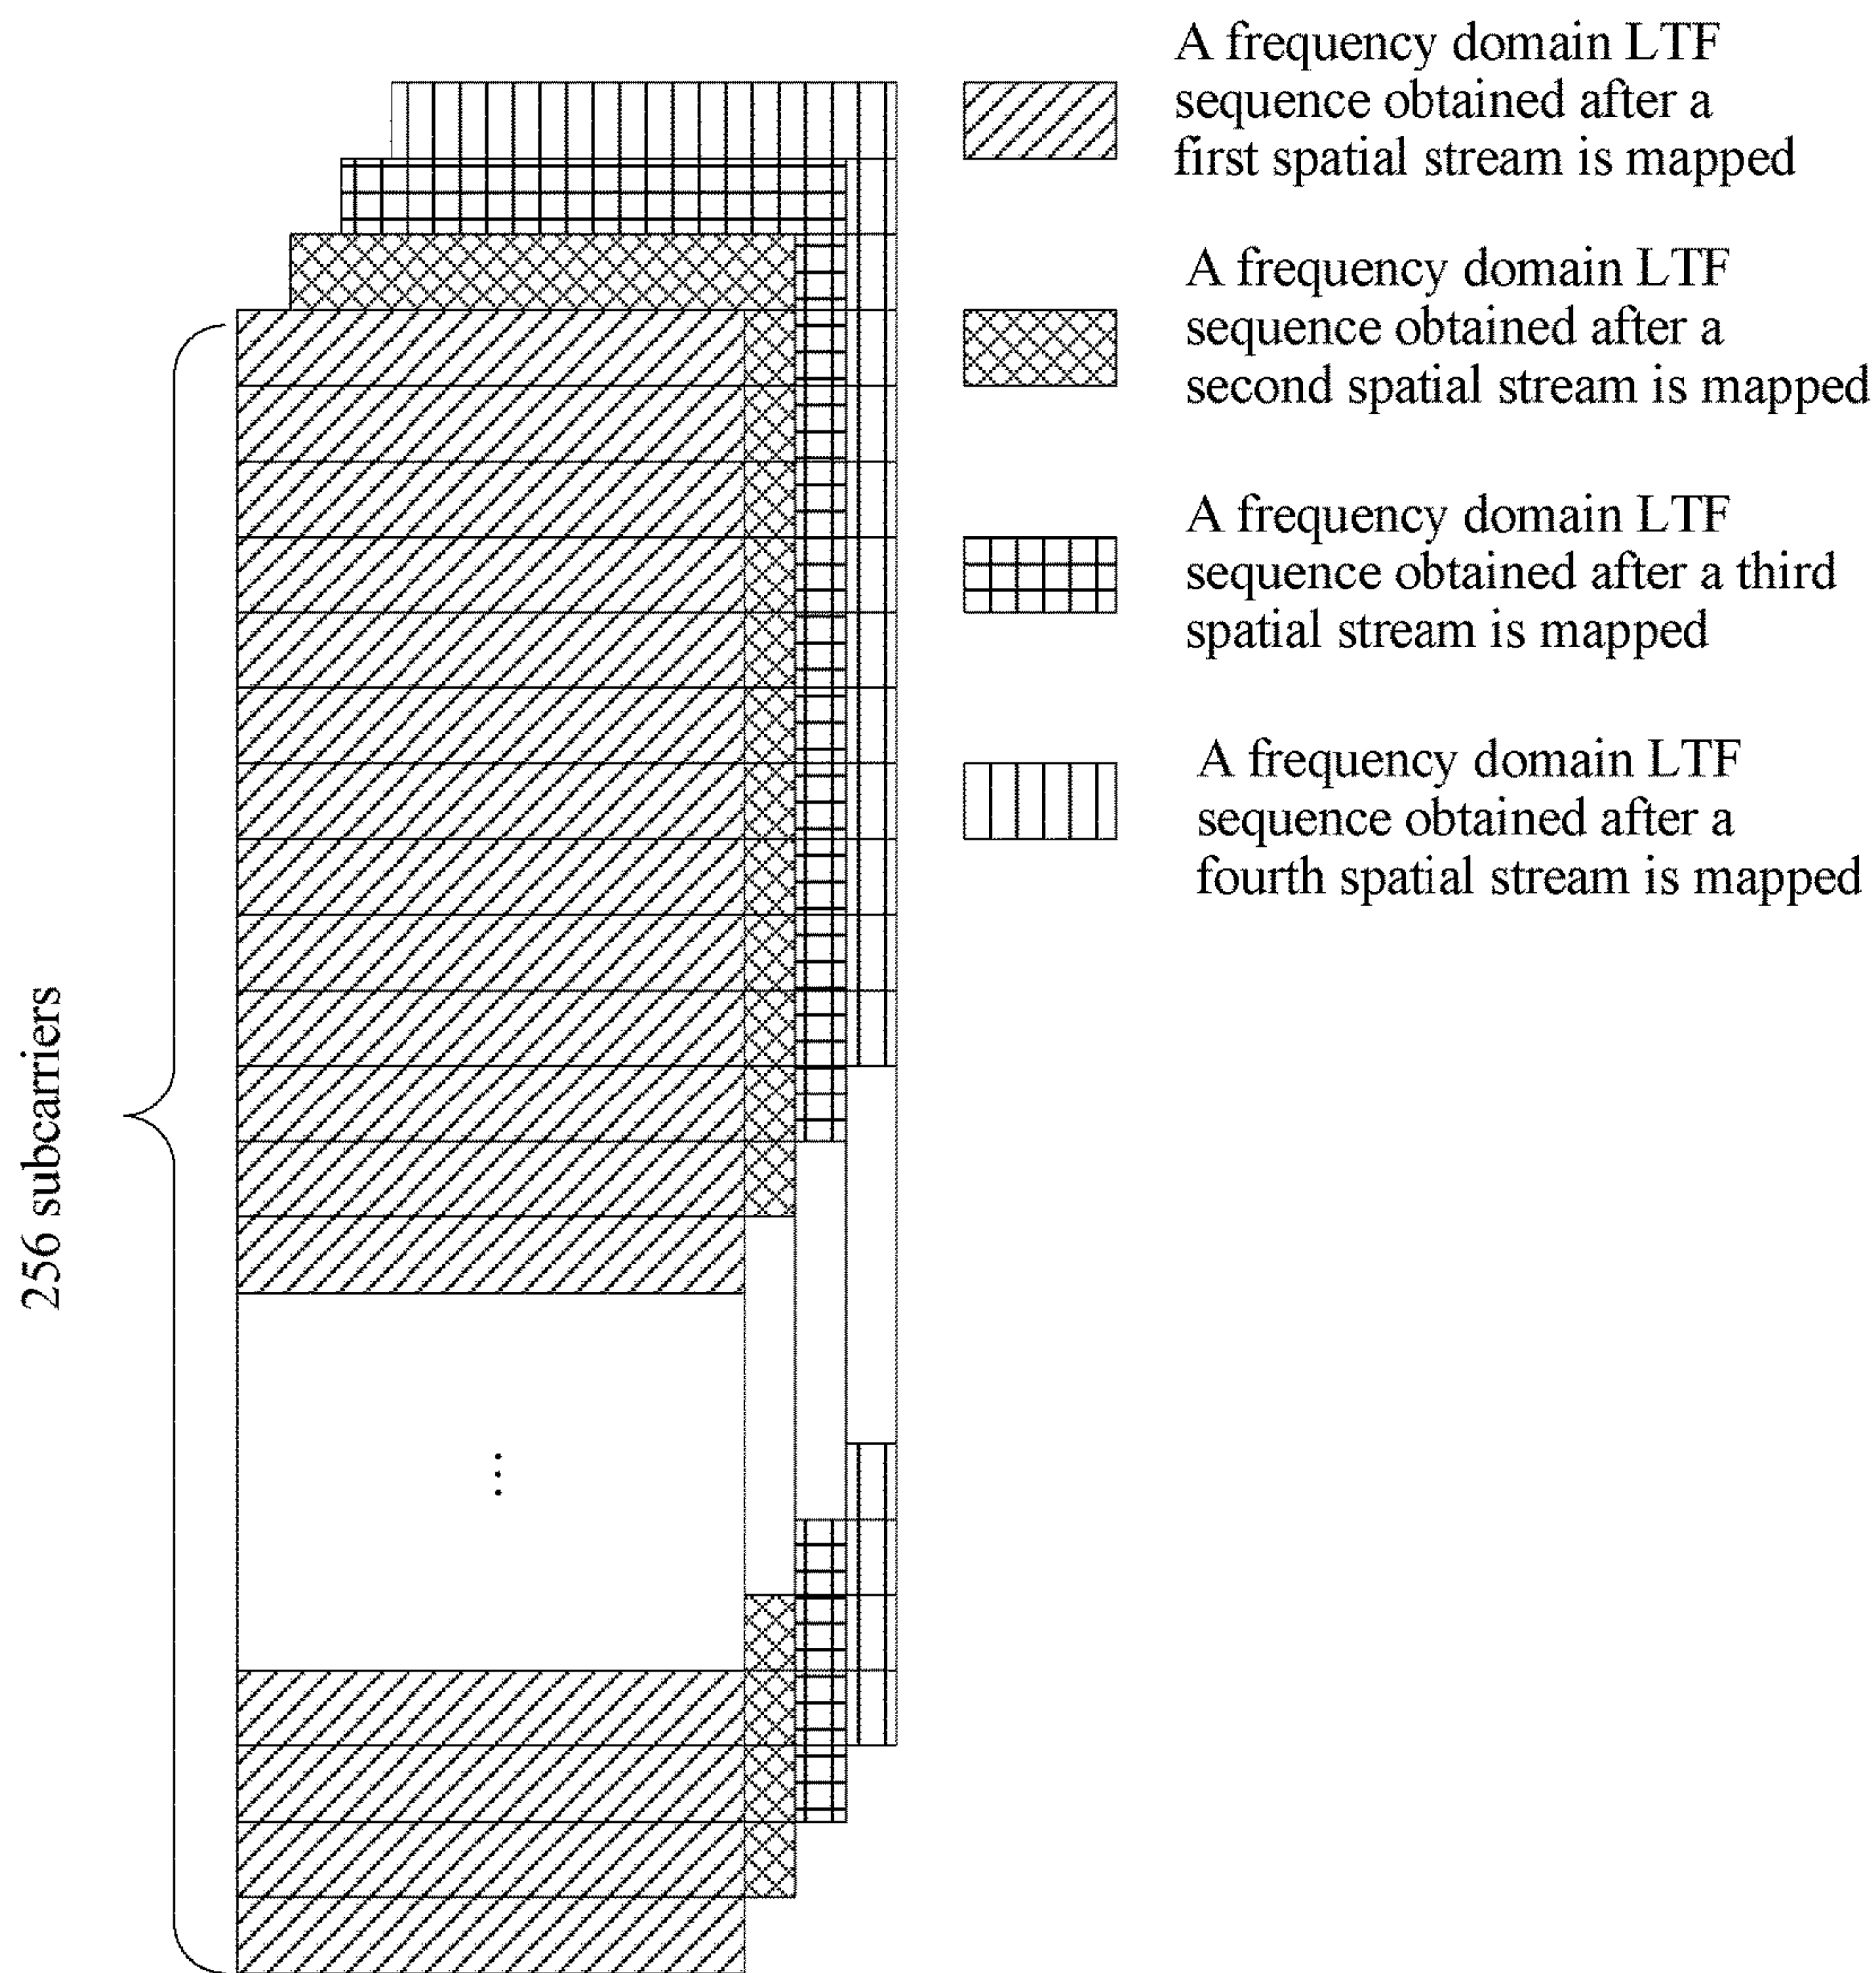 A frequency domain LTF
sequence obtained after a
first spatial stream is mapped
A frequency domain LTF
sequence obtained after a
second spatial stream is mapped
A frequency domain LTF
sequence obtained after a third
spatial stream is mapped
A frequency domain LTF
sequence obtained after a
fourth spatial stream is mapped
256 subcarriers
...